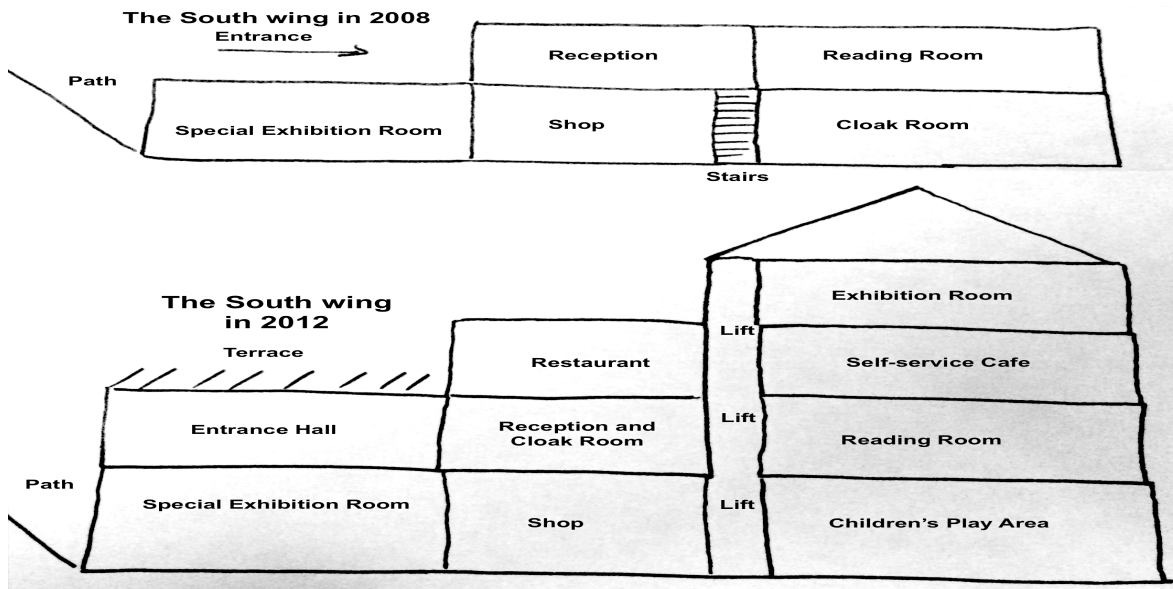 The South wing in 2008
Entrance
Path
Reception
Reading Room
Special Exhibition Room
Shop
Cloak Room
Stairs
The South wing
in 2012
Terrace
Exhibition Room
Lift
Restaurant
Self-service Cafe
Entrance Hall
Reception and
Cloak Room
Lift
Reading Room
Path
Special Exhibition Room
Shop
Lift
Children's Play Area